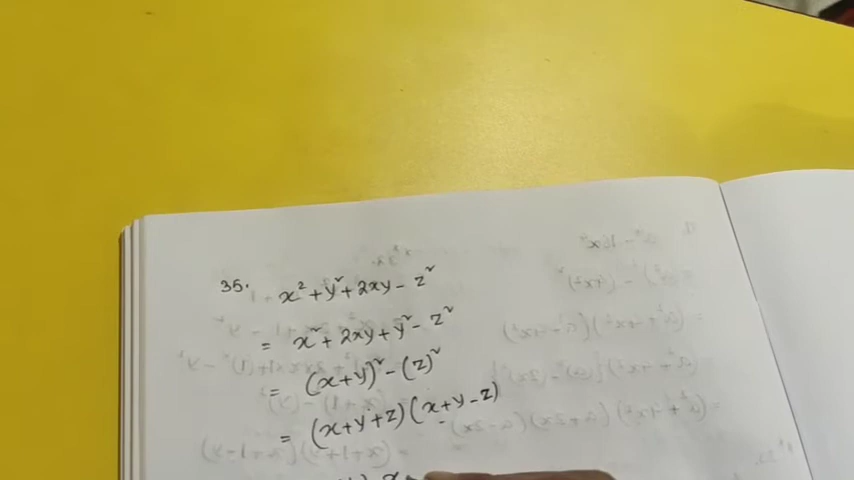 35. x² + y² + 2xy - z²
= x² + 2xy + y² - z²
= (x+y)² - (z)²
= (x+y+z)(x+y-z)